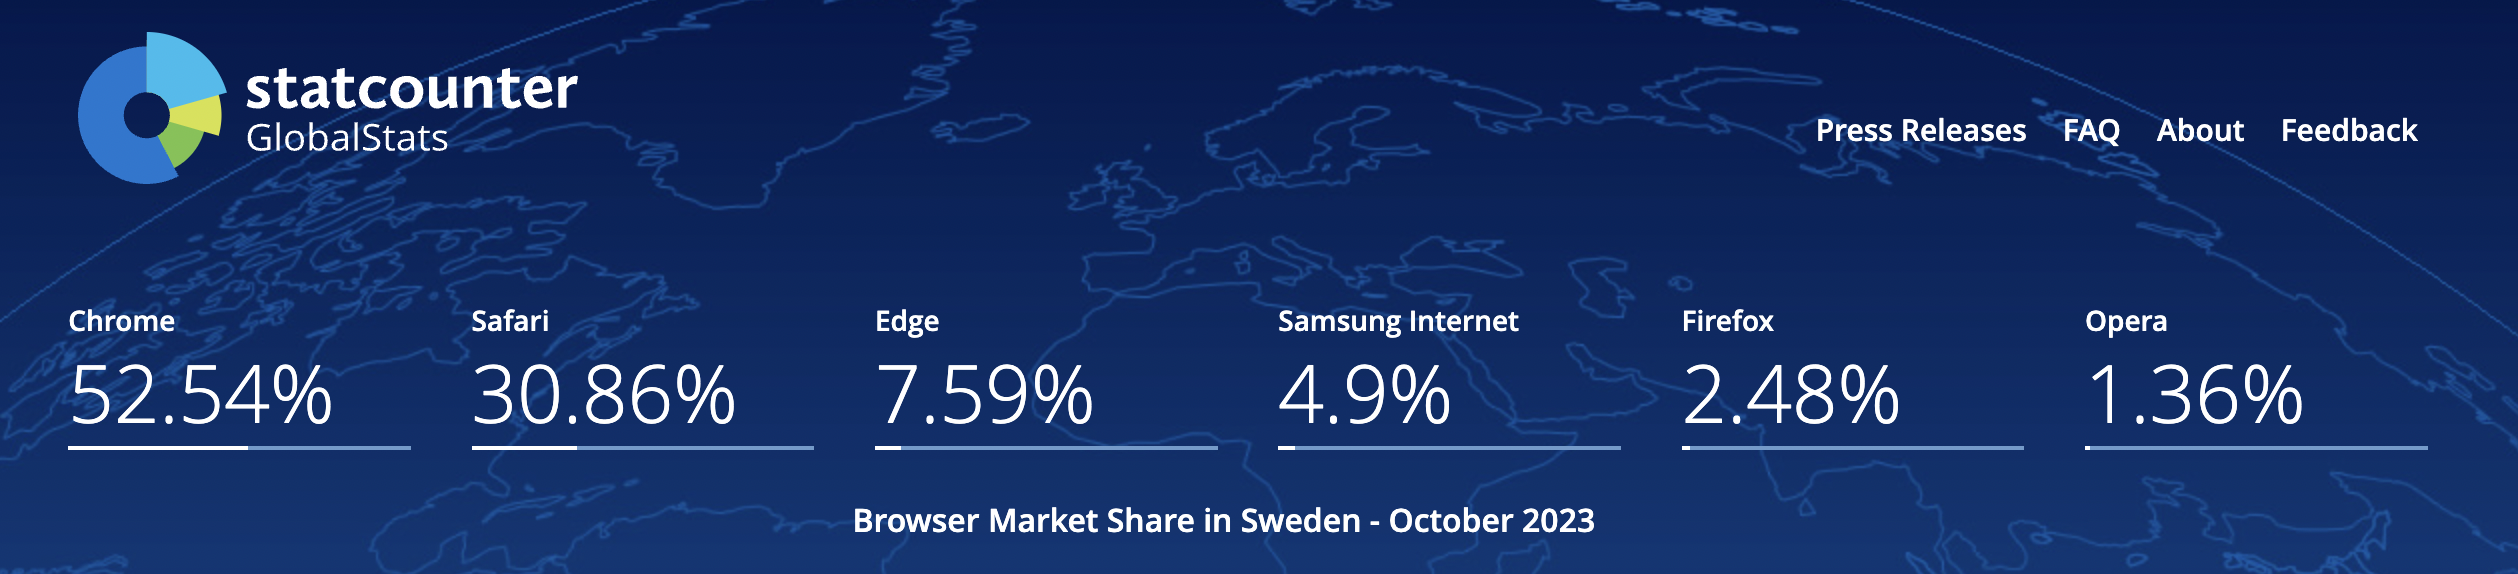 statcounter
GlobalStats
Press Releases FAQ About Feedback
Chrome Safari Edge Samsung Internet Firefox Opera
52.54% 30.86% 7.59% 4.9% 2.48% 1.36%
Browser Market Share in Sweden - October 2023